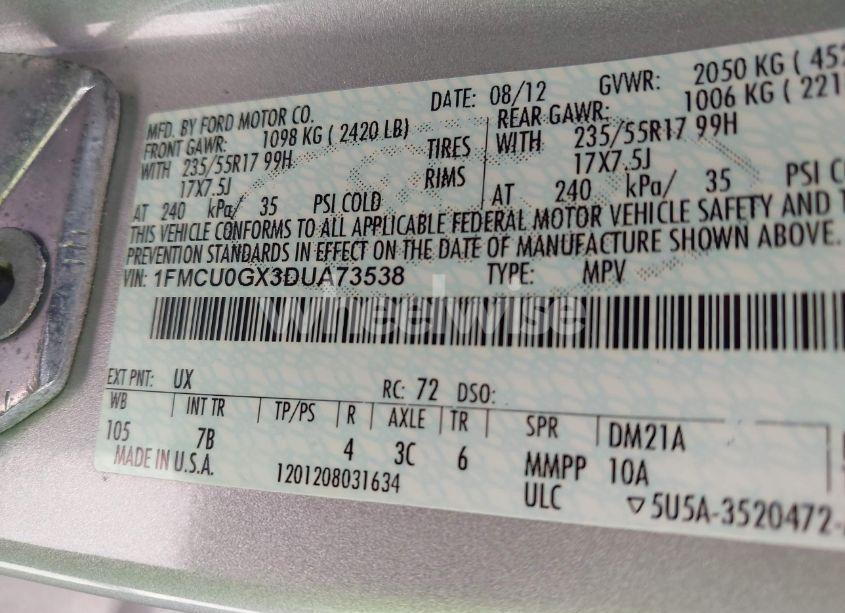 MFD. BY FORD MOTOR CO.
DATE: 08/12
GVWR: 2050 KG ( 452
FRONT GAWR: 1098 KG ( 2420 LB)
REAR GAWR: 1006 KG ( 221
WITH 235/55R17 99H
TIRES
WITH 235/55R17 99H
17X7.5J
RIMS
17X7.5J
AT 240 kPa/ 35 PSI COLD
AT 240 kPa/ 35 PSI CO
THIS VEHICLE CONFORMS TO ALL APPLICABLE FEDERAL MOTOR VEHICLE SAFETY AND T
PREVENTION STANDARDS IN EFFECT ON THE DATE OF MANUFACTURE SHOWN ABOVE.
VIN: 1FMCU0GX3DUA73538
TYPE: MPV
wheelwise
EXT PNT: UX
RC: 72 DSO:
WB INT TR TP/PS R AXLE TR SPR
105 7B 4 3C 6
DM21A
MMPP 10A
MADE IN U.S.A.
1201208031634
ULC
▽5U5A-3520472-